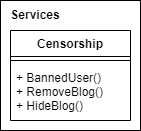 Services
Censorship
+ BannedUser()
+ RemoveBlog()
+ HideBlog()